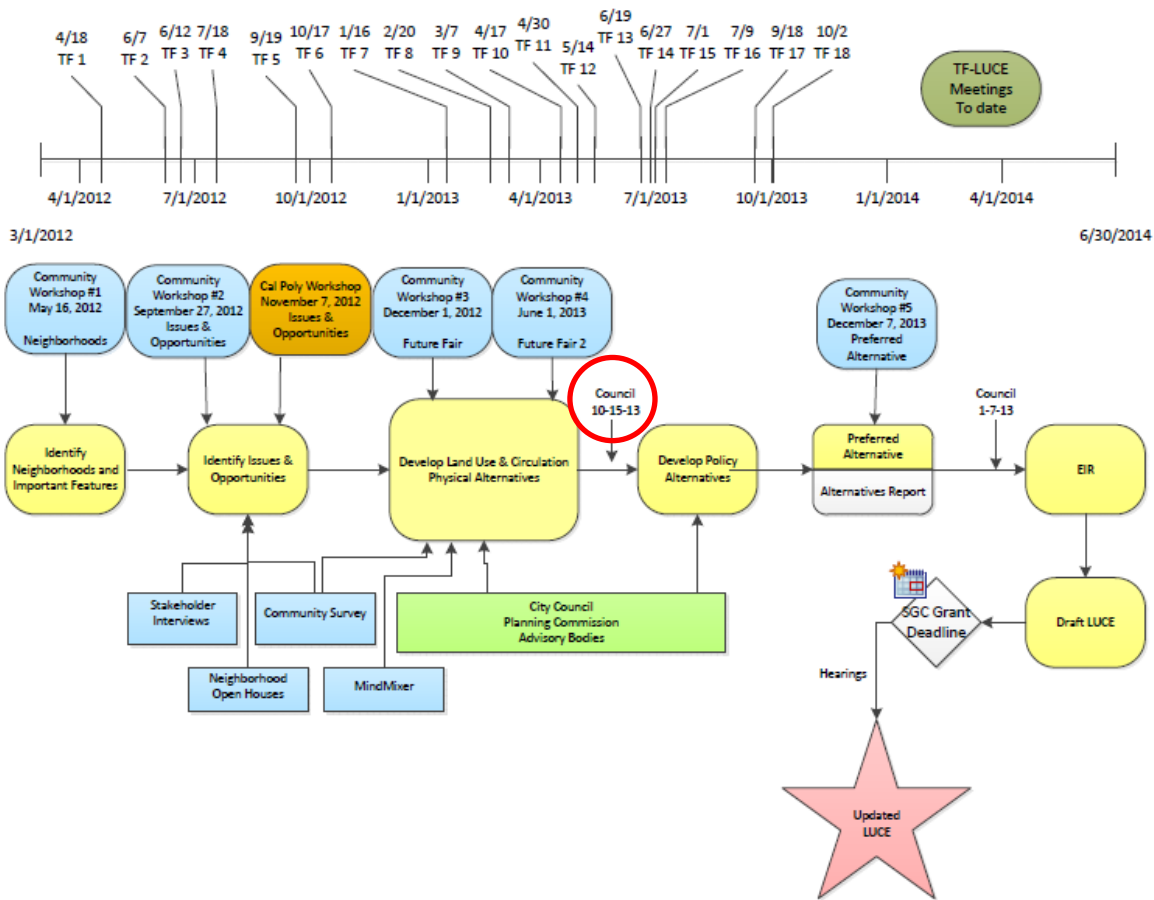 4/18
TF 1
6/7
TF 2
6/12
TF 3
7/18
TF 4
9/19
TF 5
10/17
TF 6
1/16
TF 7
2/20
TF 8
3/7
TF 9
4/17
TF 10
4/30
TF 11
5/14
TF 12
6/19
TF 13
6/27
TF 14
7/1
TF 15
7/9
TF 16
9/18
TF 17
10/2
TF 18
TF-LUCE
Meetings
To date
4/1/2012
7/1/2012
10/1/2012
1/1/2013
4/1/2013
7/1/2013
10/1/2013
1/1/2014
4/1/2014
3/1/2012
6/30/2014
Community
Workshop #1
May 16, 2012
Neighborhoods
Community
Workshop #2
September 27, 2012
Issues &
Opportunities
Cal Poly Workshop
November 7, 2012
Issues &
Opportunities
Community
Workshop #3
December 1, 2012
Future Fair
Community
Workshop #4
June 1, 2013
Future Fair 2
Community
Workshop #5
December 7, 2013
Preferred
Alternative
Council
10-15-13
Council
1-7-13
Identify
Neighborhoods and
Important Features
Identify Issues &
Opportunities
Develop Land Use & Circulation
Physical Alternatives
Develop Policy
Alternatives
Preferred
Alternative
Alternatives Report
EIR
Stakeholder
Interviews
Community Survey
City Council
Planning Commission
Advisory Bodies
SGC Grant
Deadline
Draft LUCE
Neighborhood
Open Houses
MindMixer
Hearings
Updated
LUCE